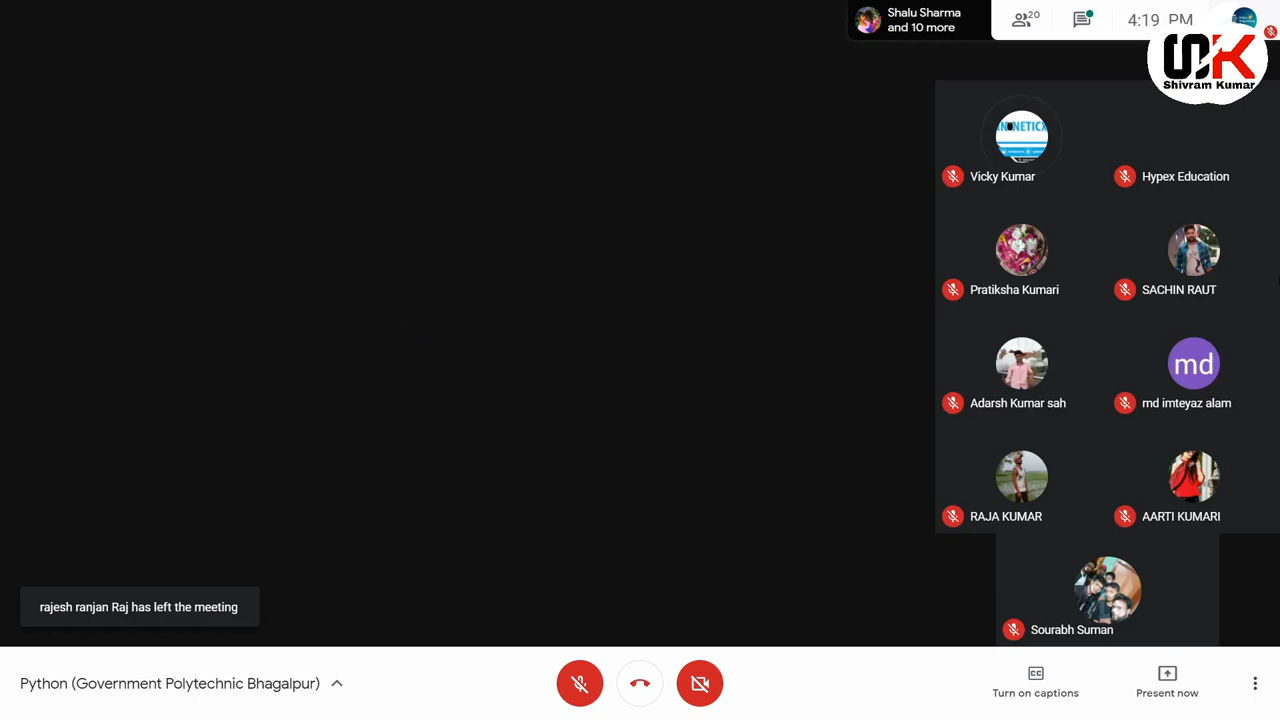 Shalu Sharma
and 10 more
20
4:19 PM
SK
Shivram Kumar
Vicky Kumar
Hypex Education
Pratiksha Kumari
SACHIN RAUT
Adarsh Kumar sah
md
md imteyaz alam
RAJA KUMAR
AARTI KUMARI
Sourabh Suman
rajesh ranjan Raj has left the meeting
Python (Government Polytechnic Bhagalpur)
CC
Turn on captions
Present now